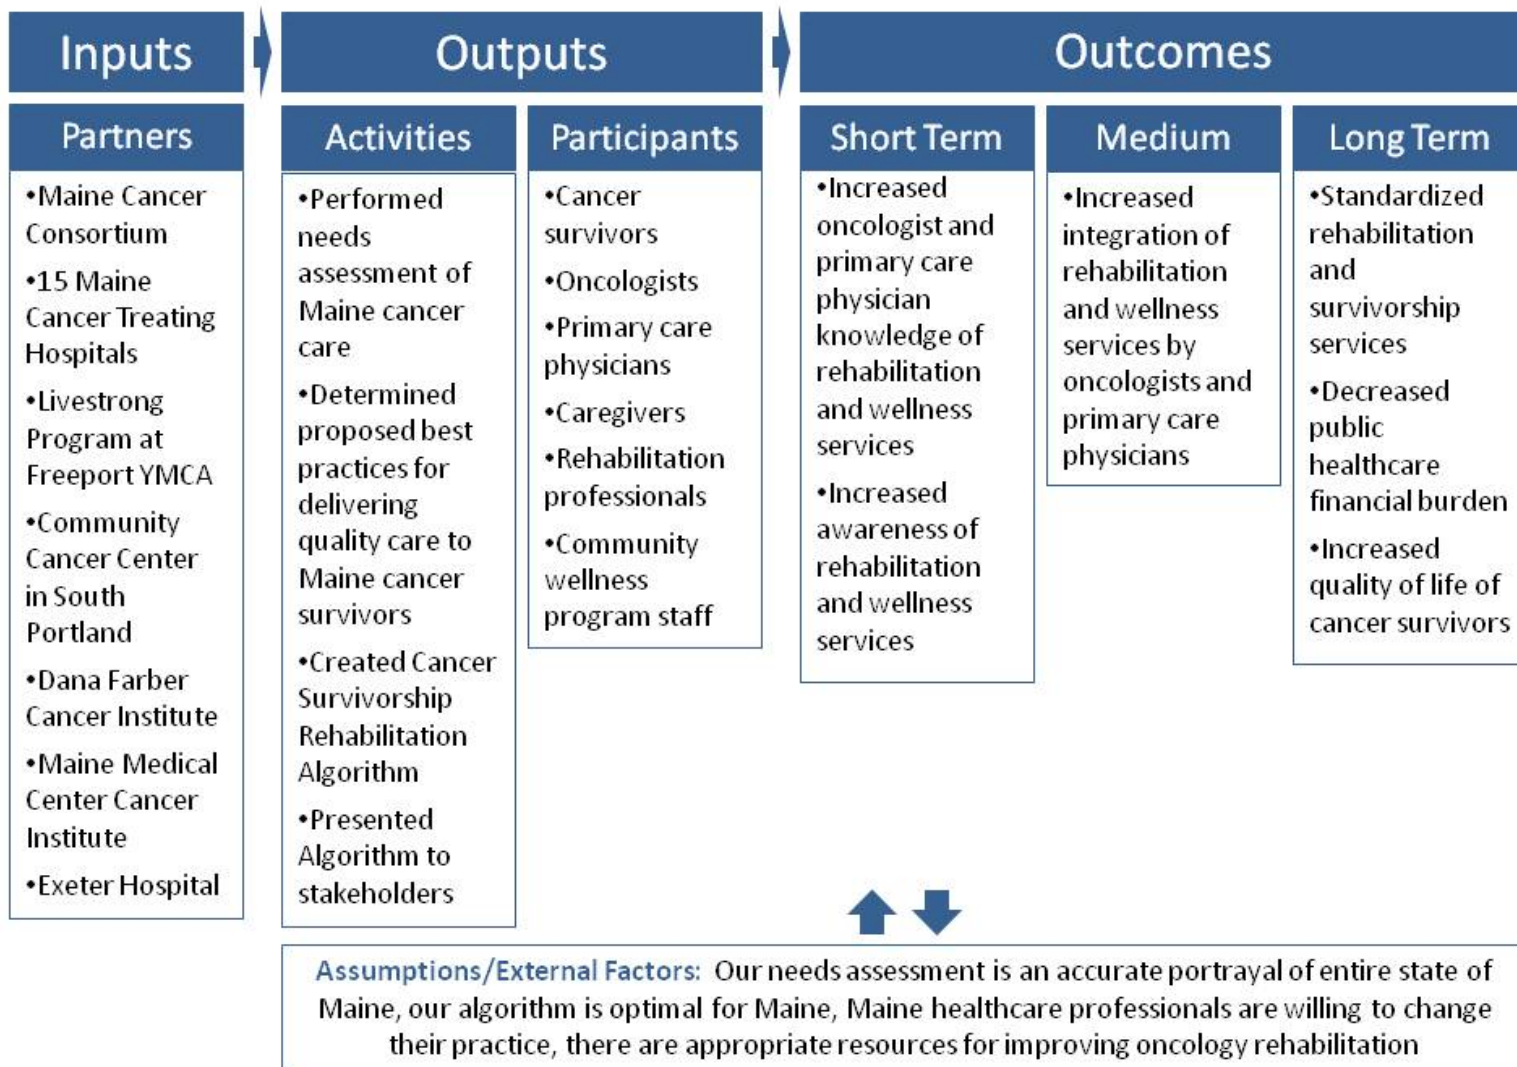 Inputs
Outputs
Outcomes
Partners
•Maine Cancer
Consortium
•15 Maine
Cancer Treating
Hospitals
•Livestrong
Program at
Freeport YMCA
•Community
Cancer Center
in South
Portland
•Dana Farber
Cancer Institute
•Maine Medical
Center Cancer
Institute
•Exeter Hospital
Activities
•Performed
needs
assessment of
Maine cancer
care
•Determined
proposed best
practices for
delivering
quality care to
Maine cancer
survivors
•Created Cancer
Survivorship
Rehabilitation
Algorithm
•Presented
Algorithm to
stakeholders
Participants
•Cancer
survivors
•Oncologists
•Primary care
physicians
•Caregivers
•Rehabilitation
professionals
•Community
wellness
program staff
Short Term
•Increased
oncologist and
primary care
physician
knowledge of
rehabilitation
and wellness
services
•Increased
awareness of
rehabilitation
and wellness
services
Medium
•Increased
integration of
rehabilitation
and wellness
services by
oncologists and
primary care
physicians
Long Term
•Standardized
rehabilitation
and
survivorship
services
•Decreased
public
healthcare
financial burden
•Increased
quality of life of
cancer survivors
Assumptions/External Factors: Our needs assessment is an accurate portrayal of entire state of
Maine, our algorithm is optimal for Maine, Maine healthcare professionals are willing to change
their practice, there are appropriate resources for improving oncology rehabilitation